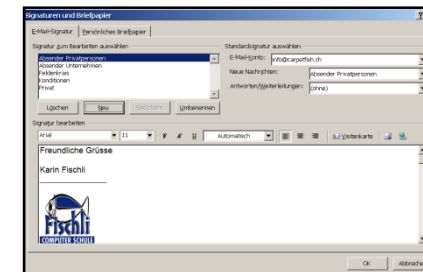 Signaturen und Briefpapier
E-Mail-Signatur Persönliches Briefpapier
Signatur zum Bearbeiten auswählen Standardsignatur auswählen
Absender Privatpersonen E-Mail-Konto: info@carpetfish.ch
Absender Unternehmen
Feldenkrais Neue Nachrichten: Absender Privatpersonen
Konditionen Antworten/Weiterleitungen: (ohne)
Privat
Löschen Neu Speichern Umbenennen
Signatur bearbeiten
Arial 11 F K U Automatisch Visitenkarte
Freundliche Grüsse
Karin Fischli
Fischli
COMPUTER SCHULE
OK Abbreche